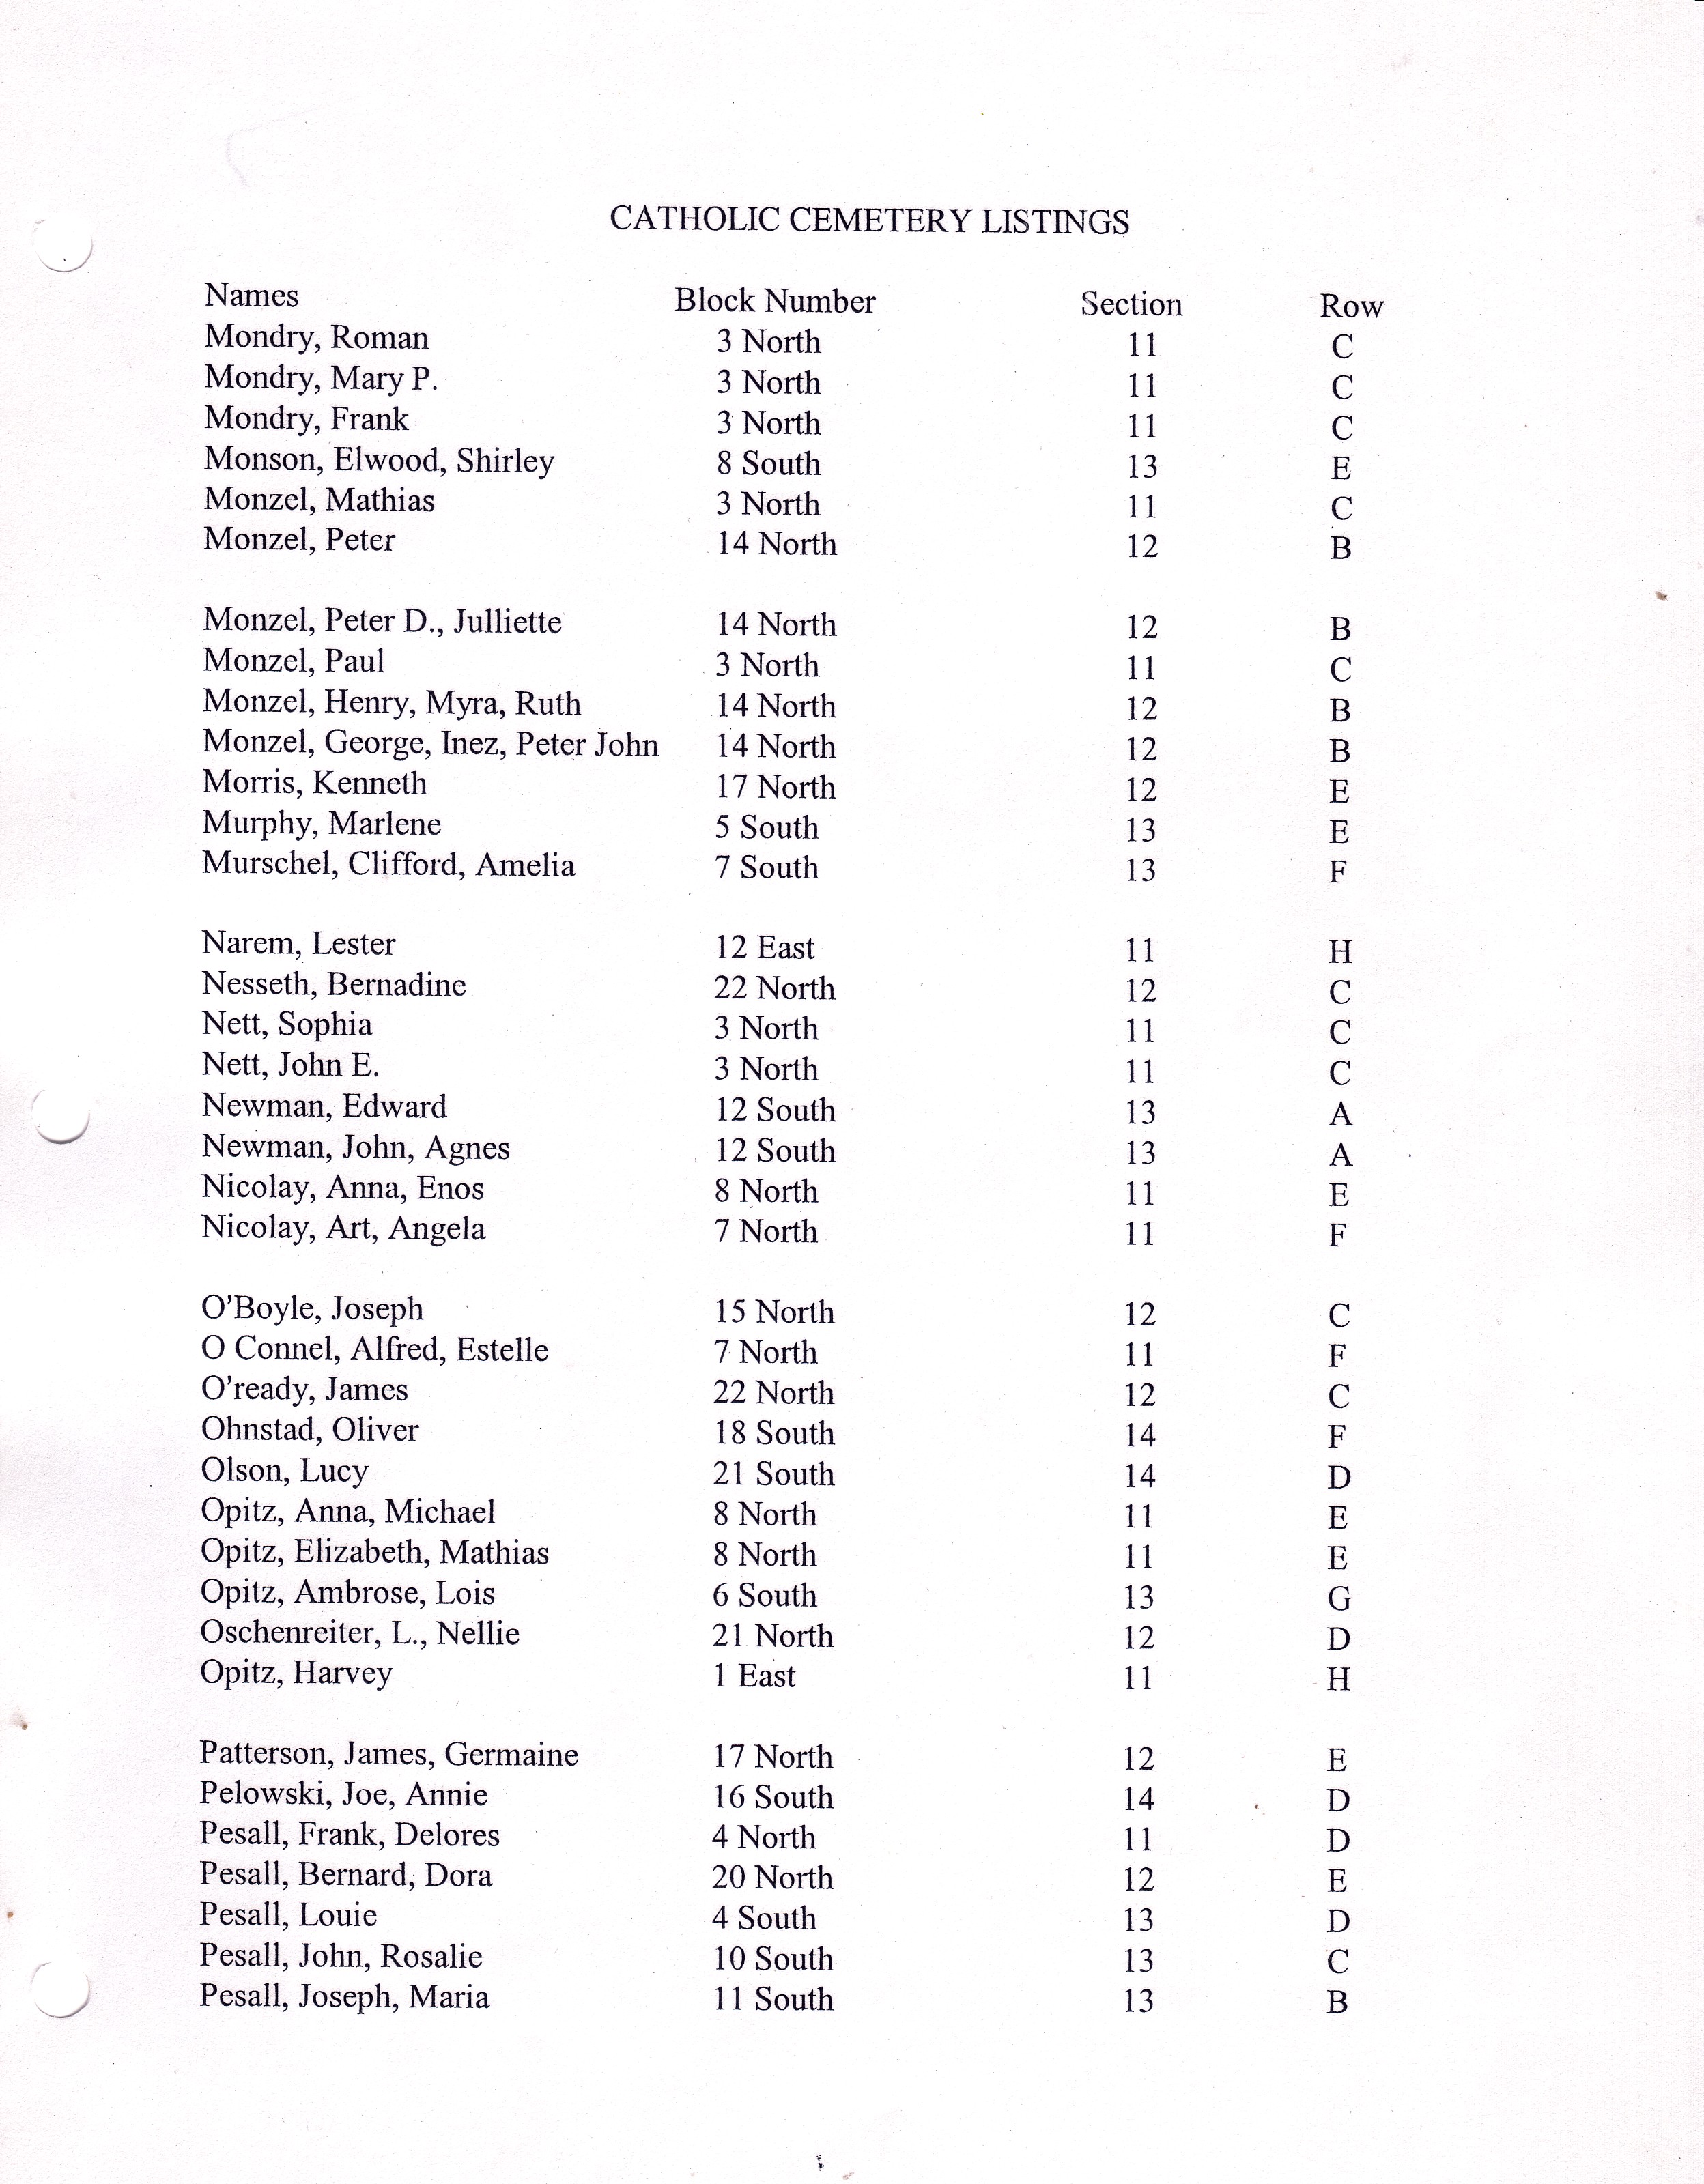 CATHOLIC CEMETERY LISTINGS
Names Block Number Section Row
Mondry, Roman 3 North 11 C
Mondry, Mary P. 3 North 11 C
Mondry, Frank 3 North 11 C
Monson, Elwood, Shirley 8 South 13 E
Monzel, Mathias 3 North 11 C
Monzel, Peter 14 North 12 B
Monzel, Peter D., Julliette 14 North 12 B
Monzel, Paul 3 North 11 C
Monzel, Henry, Myra, Ruth 14 North 12 B
Monzel, George, Inez, Peter John 14 North 12 B
Morris, Kenneth 17 North 12 E
Murphy, Marlene 5 South 13 E
Murschel, Clifford, Amelia 7 South 13 F
Narem, Lester 12 East 11 H
Nesseth, Bernadine 22 North 12 C
Nett, Sophia 3 North 11 C
Nett, John E. 3 North 11 C
Newman, Edward 12 South 13 A
Newman, John, Agnes 12 South 13 A
Nicolay, Anna, Enos 8 North 11 E
Nicolay, Art, Angela 7 North 11 F
O'Boyle, Joseph 15 North 12 C
O Connel, Alfred, Estelle 7 North 11 F
O'ready, James 22 North 12 C
Ohnstad, Oliver 18 South 14 F
Olson, Lucy 21 South 14 D
Opitz, Anna, Michael 8 North 11 E
Opitz, Elizabeth, Mathias 8 North 11 E
Opitz, Ambrose, Lois 6 South 13 G
Oschenreiter, L., Nellie 21 North 12 D
Opitz, Harvey 1 East 11 H
Patterson, James, Germaine 17 North 12 E
Pelowski, Joe, Annie 16 South 14 D
Pesall, Frank, Delores 4 North 11 D
Pesall, Bernard, Dora 20 North 12 E
Pesall, Louie 4 South 13 D
Pesall, John, Rosalie 10 South 13 C
Pesall, Joseph, Maria 11 South 13 B